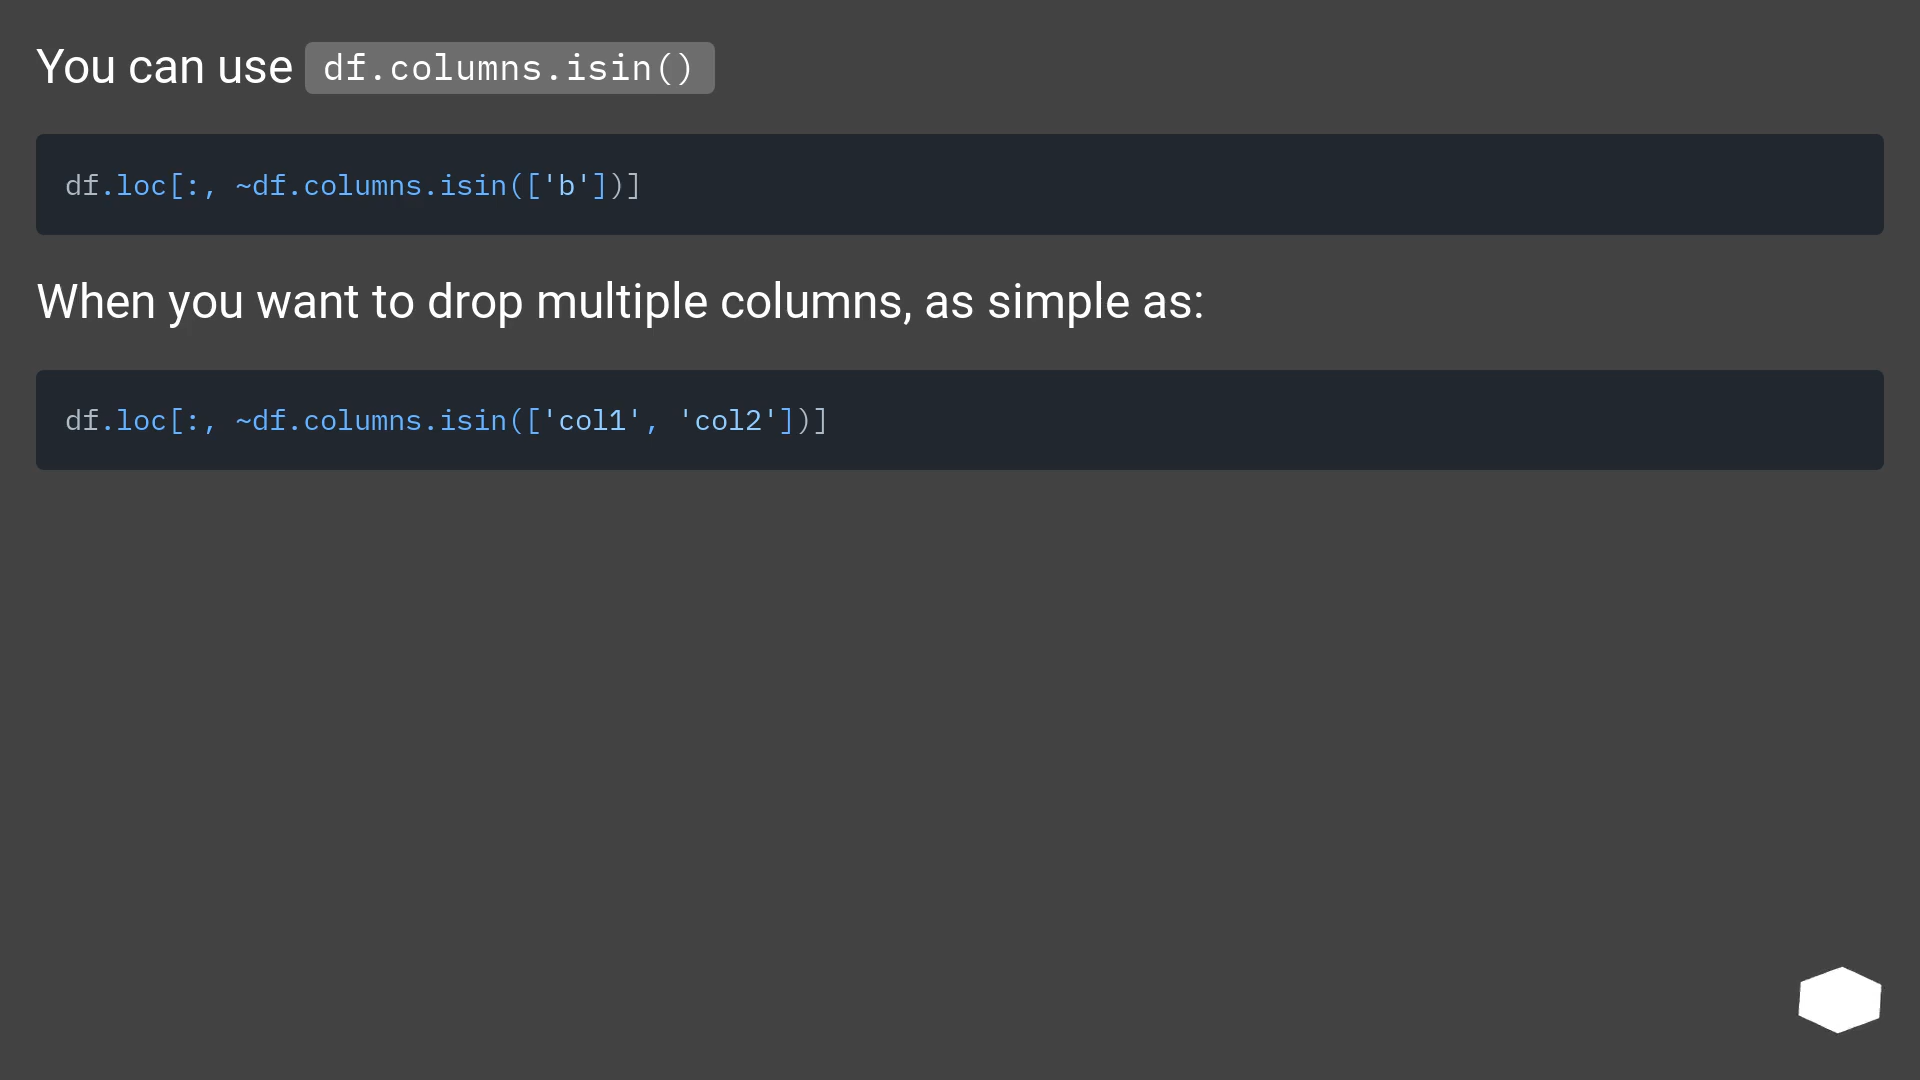 You can use df.columns.isin()
df.loc[:, ~df.columns.isin(['b'])]
When you want to drop multiple columns, as simple as:
df.loc[:, ~df.columns.isin(['col1', 'col2'])]